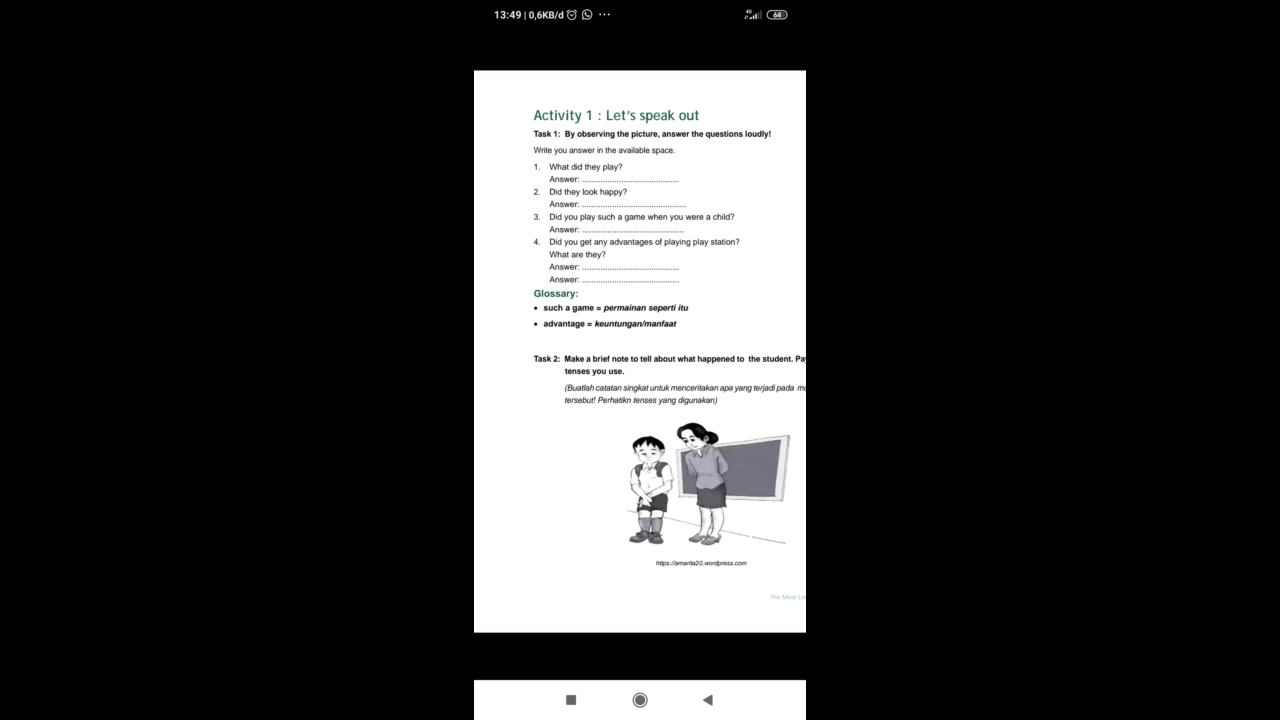 13:49 | 0,6KB/d
4G
64
Activity 1 : Let's speak out
Task 1: By observing the picture, answer the questions loudly!
Write you answer in the available space.
1. What did they play?
Answer: ..........................................
2. Did they look happy?
Answer: .............................................
3. Did you play such a game when you were a child?
Answer: ............................................
4. Did you get any advantages of playing play station?
What are they?
Answer: ..........................................
Answer: ..........................................
Glossary:
• such a game = permainan seperti itu
• advantage = keuntungan/manfaat
Task 2: Make a brief note to tell about what happened to the student.
tenses you use.
(Buatlah catatan singkat untuk menceritakan apa yang terjadi pada
tersebut! Perhatikn tenses yang digunakan)
https://amarita20.wordpress.com
The Most